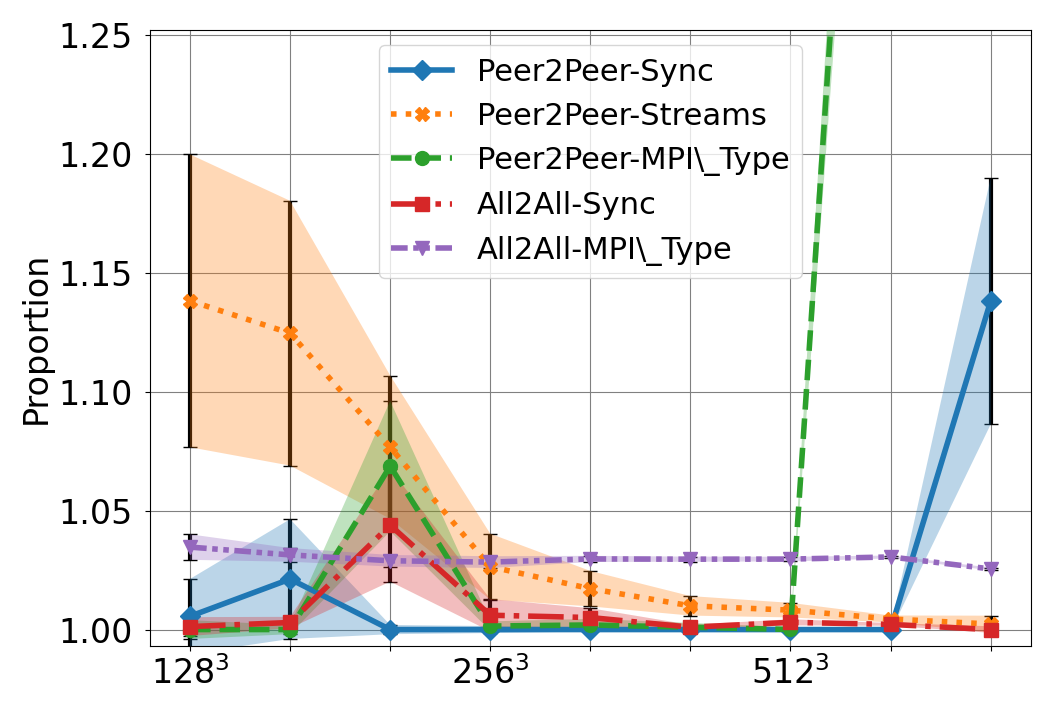 1.25
1.20
1.15
1.10
1.05
1.00
Proportion
Peer2Peer-Sync
Peer2Peer-Streams
Peer2Peer-MPI\_Type
All2All-Sync
All2All-MPI\_Type
128³
256³
512³